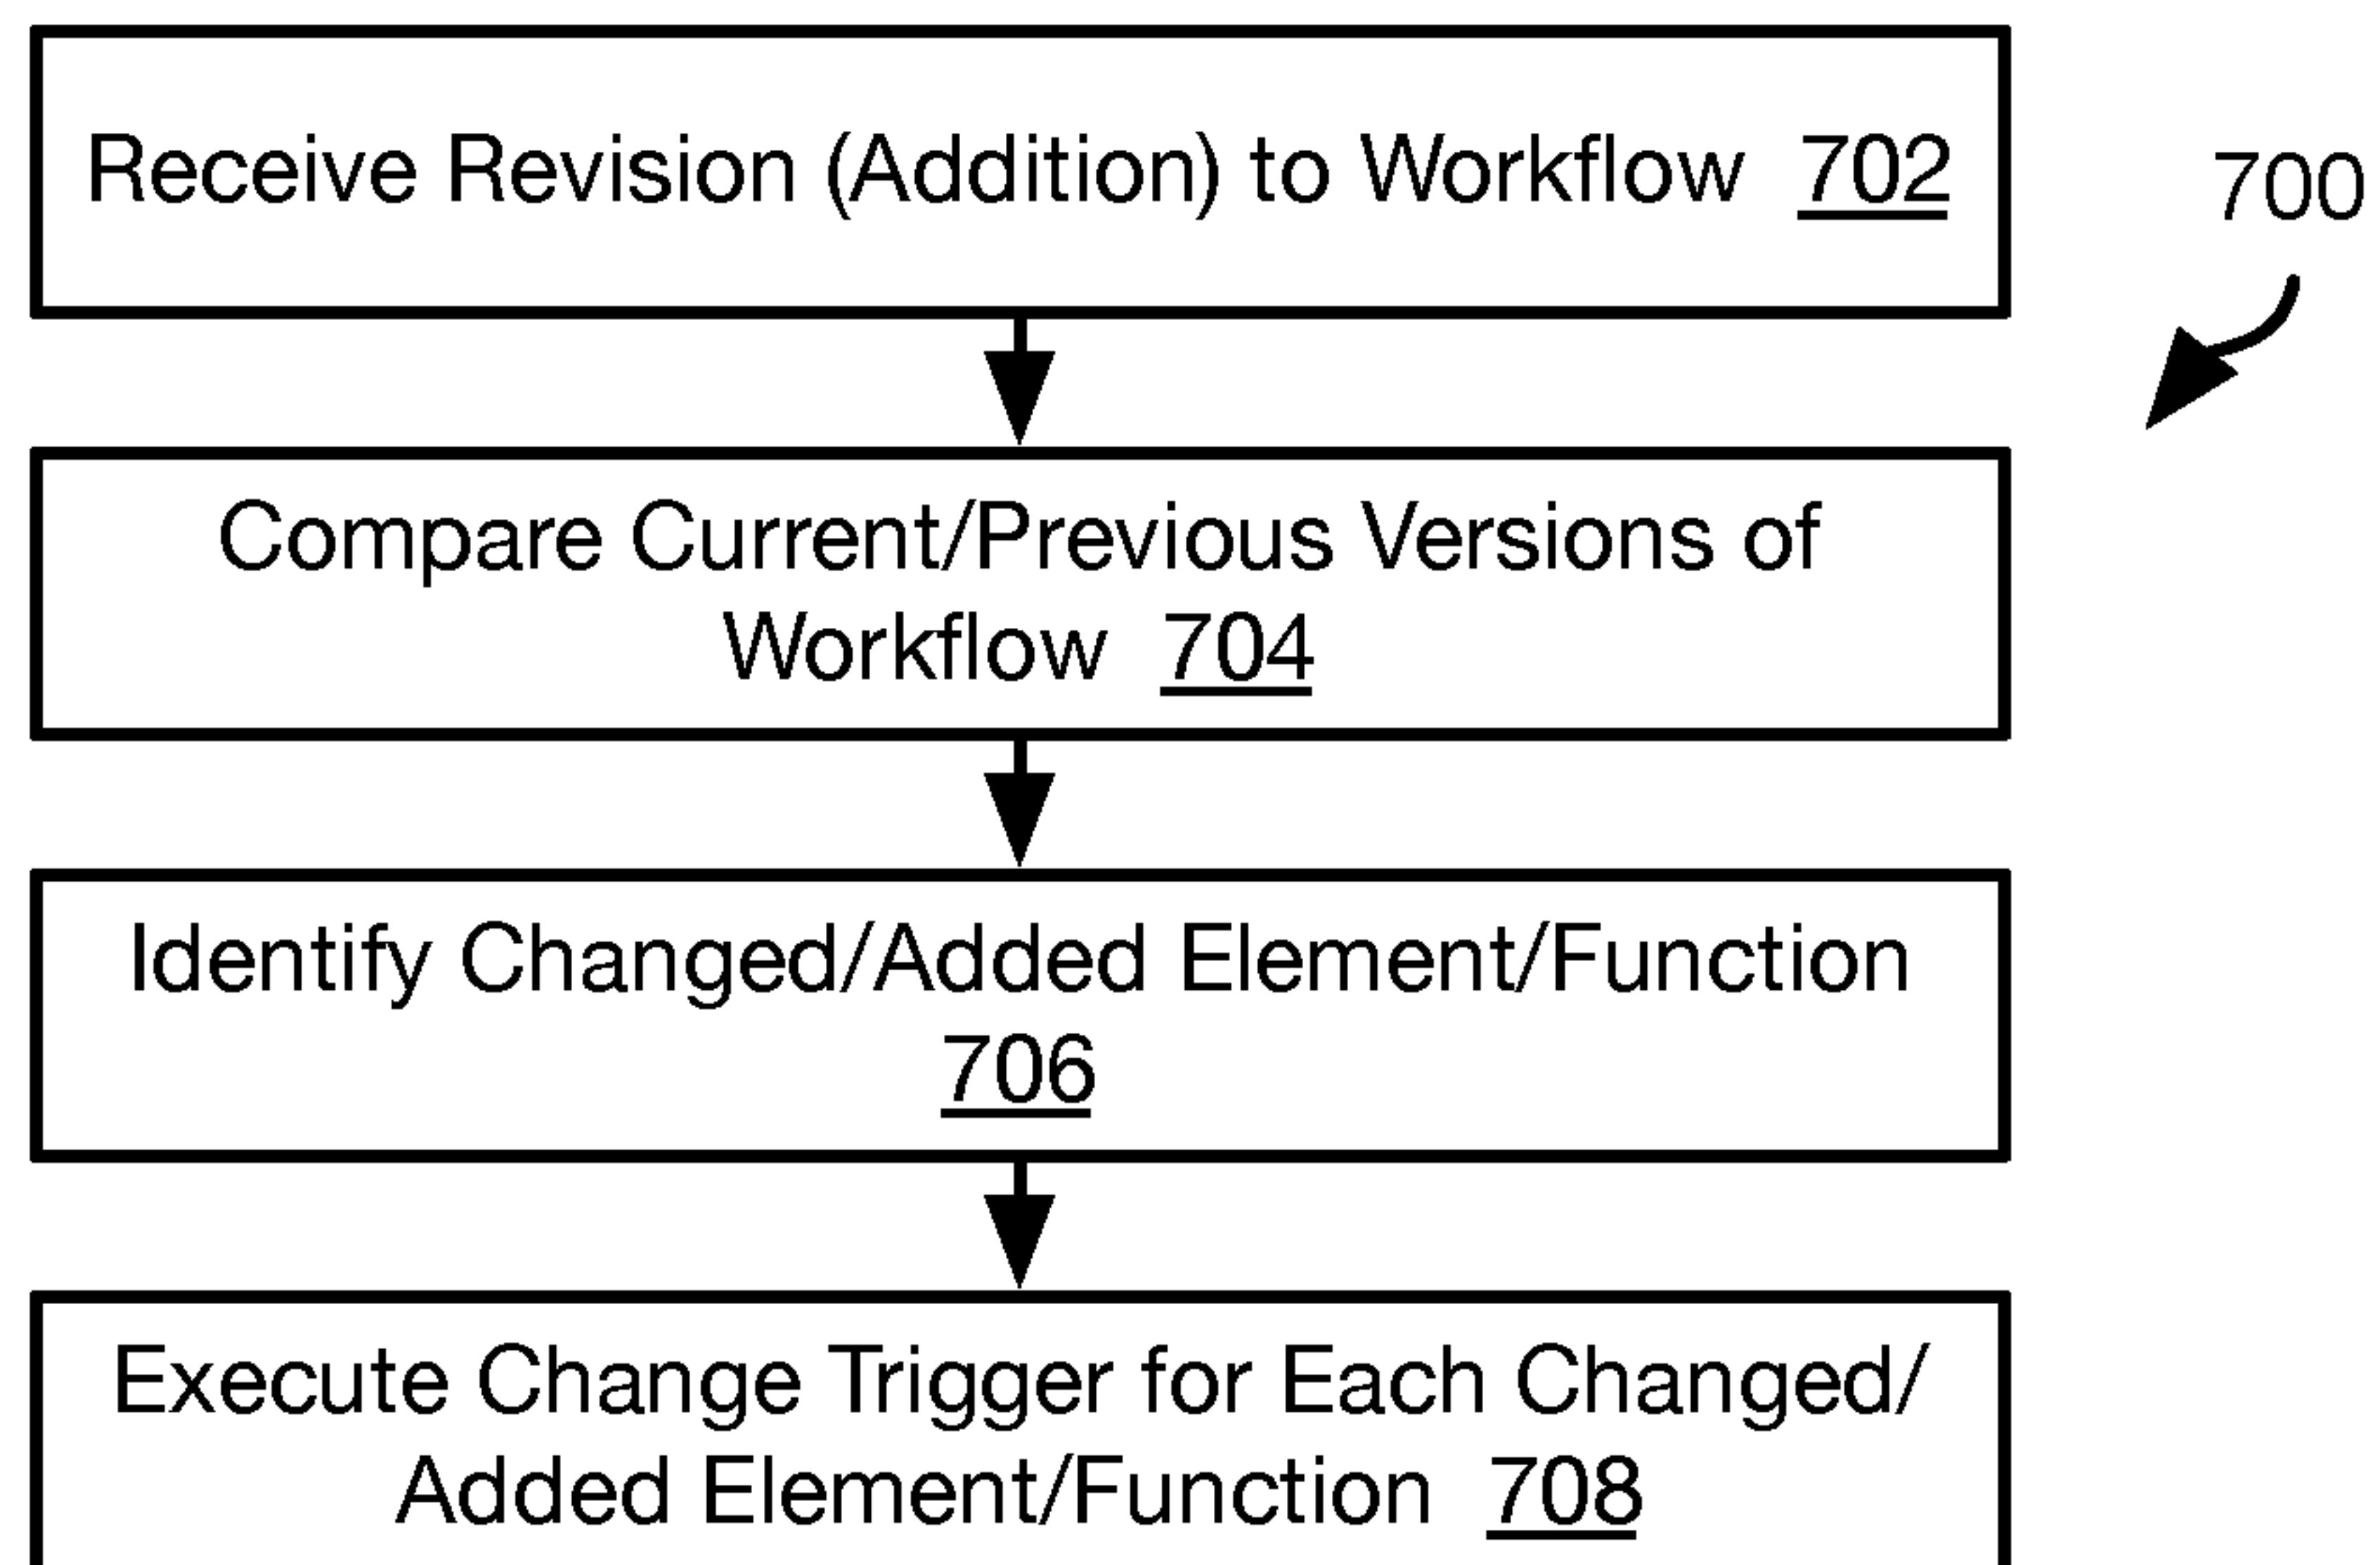 Receive Revision (Addition) to Workflow 702
700
Compare Current/Previous Versions of
Workflow 704
Identify Changed/Added Element/Function
706
Execute Change Trigger for Each Changed/
Added Element/Function 708